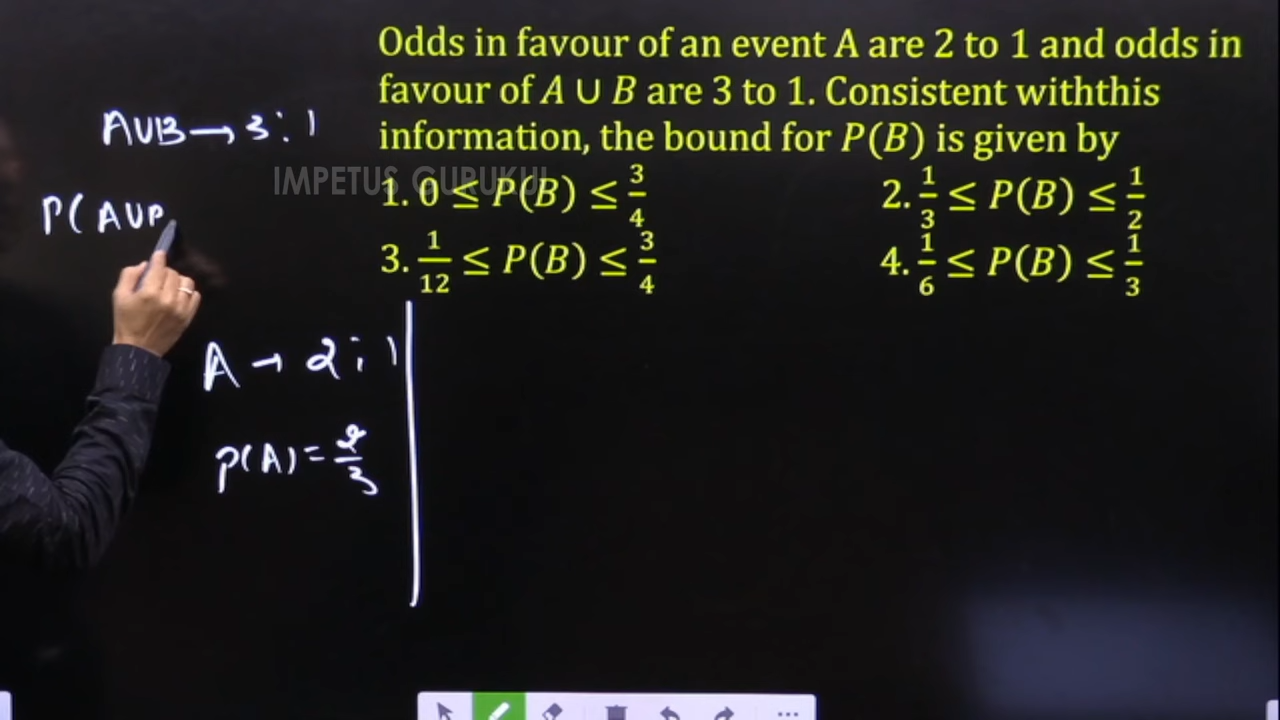 Odds in favour of an event A are 2 to 1 and odds in
favour of A ∪ B are 3 to 1. Consistent withthis
information, the bound for P(B) is given by
1. 0 ≤ P(B) ≤ 3/4
2. 1/3 ≤ P(B) ≤ 1/2
3. 1/12 ≤ P(B) ≤ 3/4
4. 1/6 ≤ P(B) ≤ 1/3
IMPETUS GURUKUL
A∪B → 3 : 1
P( A∪B
A → 2 : 1
P(A) = 2/3